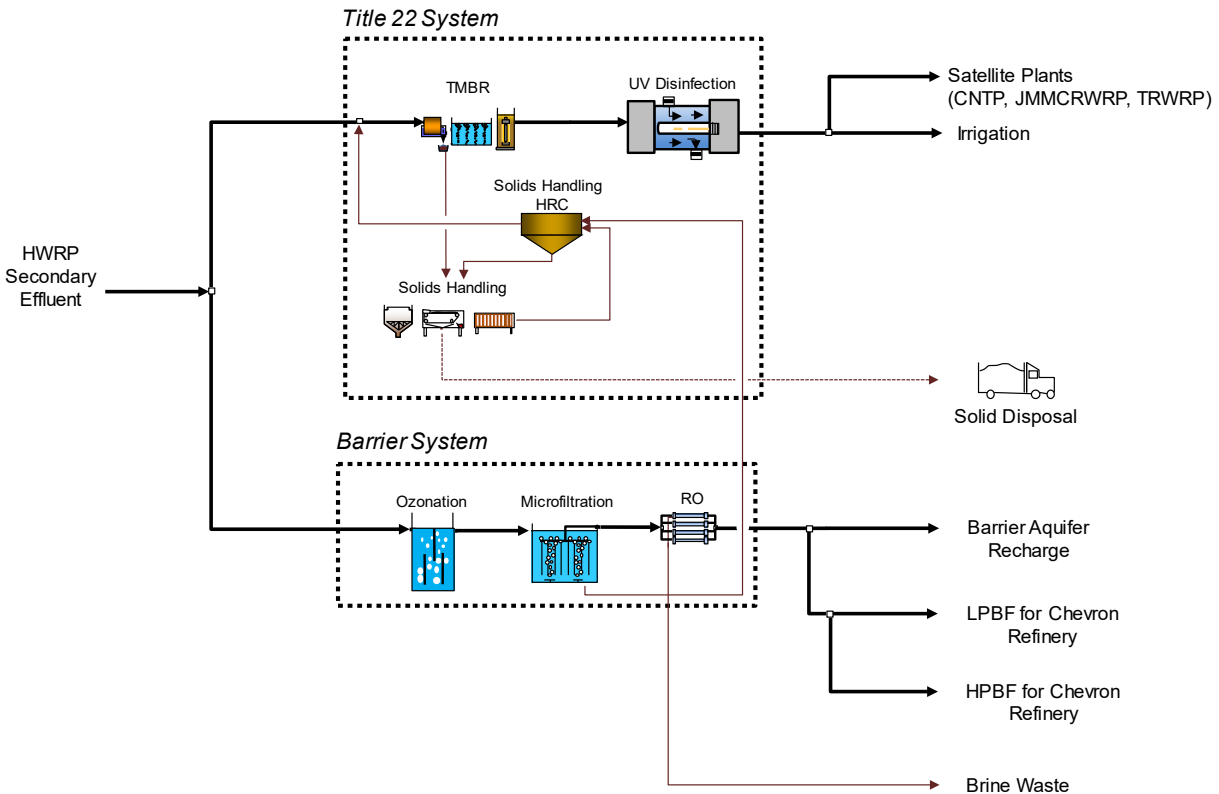 Title 22 System
TMBR
UV Disinfection
Satellite Plants
(CNTP, JMMCRWRP, TRWRP)
Irrigation
Solids Handling
HRC
HWRP
Secondary
Effluent
Solids Handling
Solid Disposal
Barrier System
Ozonation
Microfiltration
RO
Barrier Aquifer
Recharge
LPBF for Chevron
Refinery
HPBF for Chevron
Refinery
Brine Waste